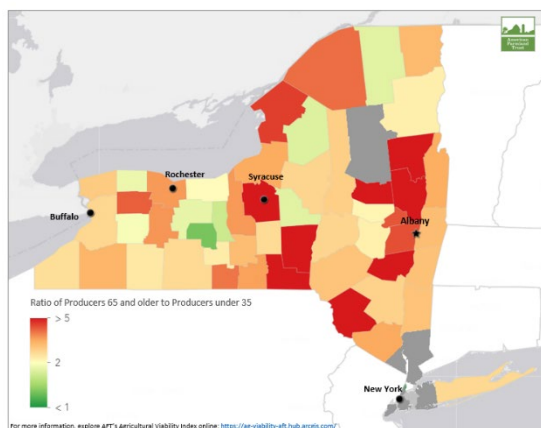 American
Farmland
Trust
Rochester
Syracuse
Buffalo
Albany
Ratio of Producers 65 and older to Producers under 35
> 5
2
< 1
New York
For more information, explore AFT's Agricultural Viability Index online: https://ag-viability-aft.hub.arcgis.com/